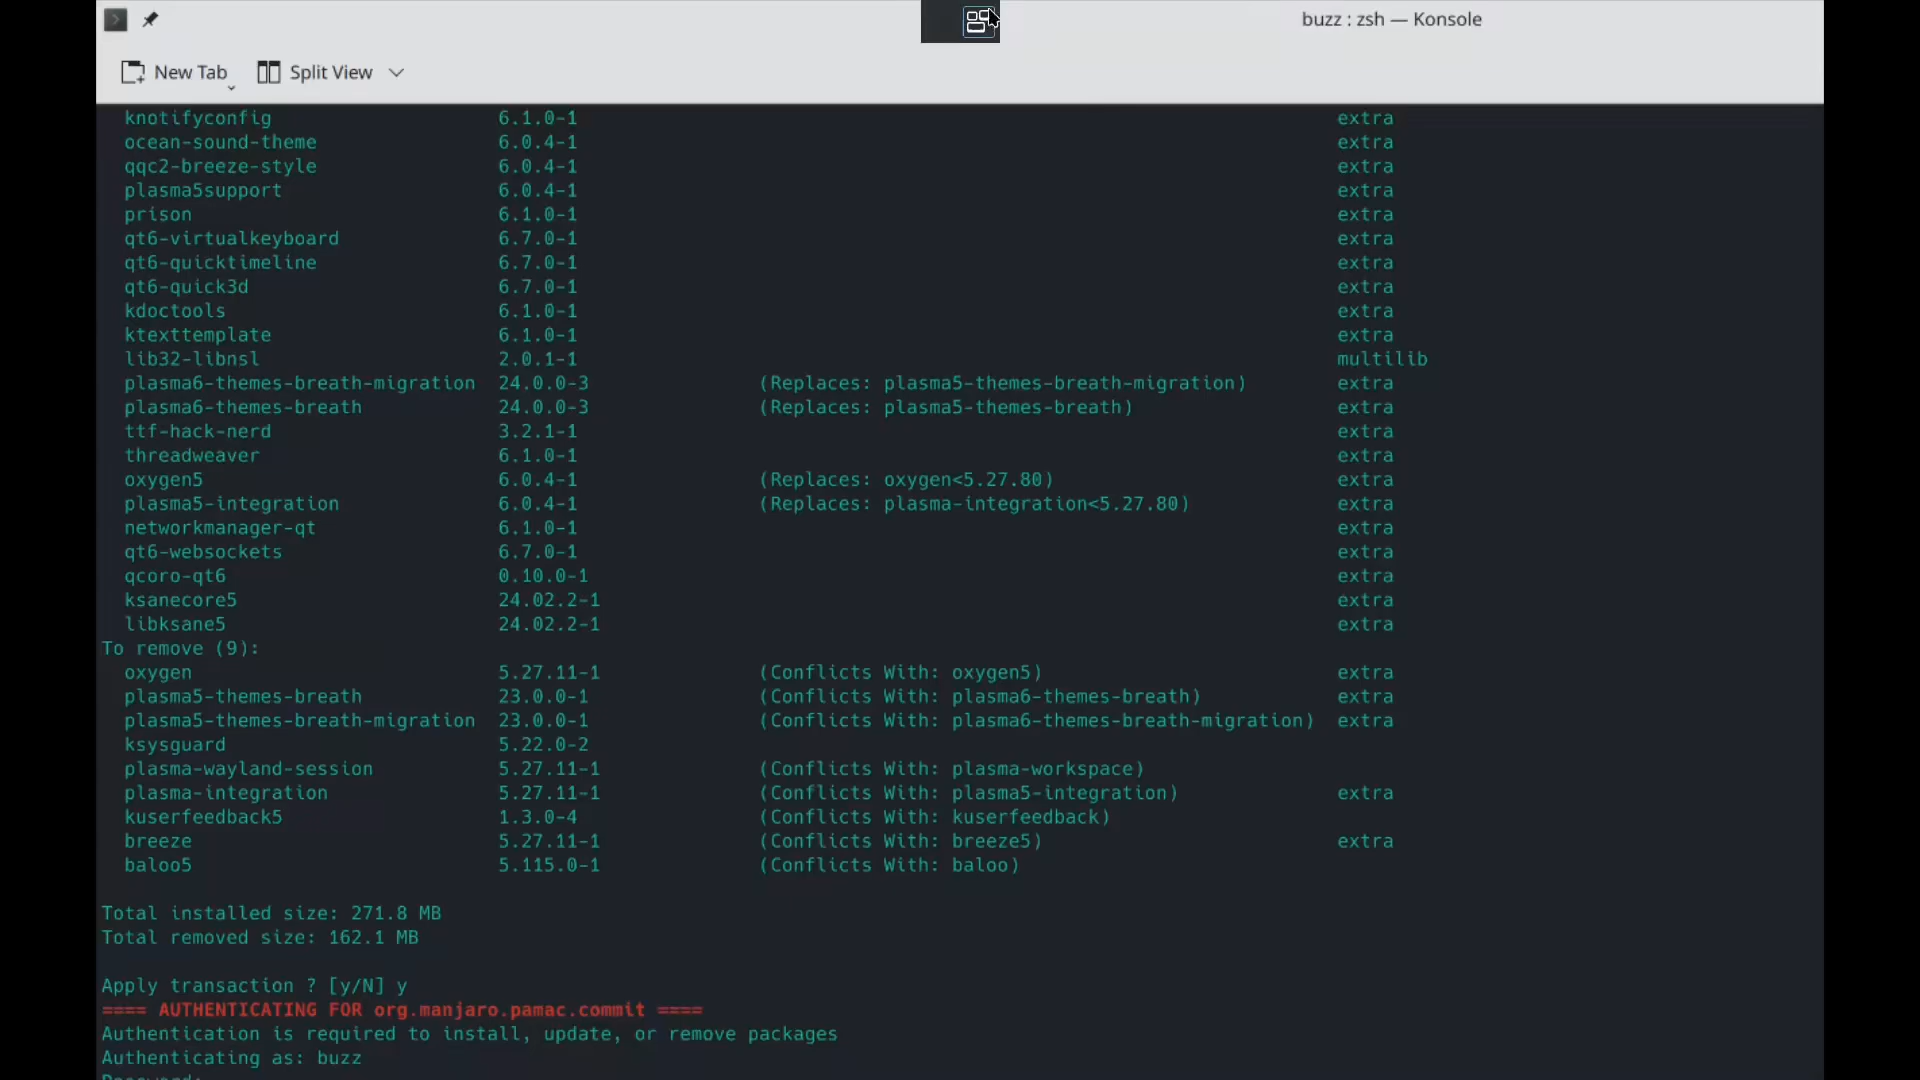 buzz : zsh — Konsole
New Tab Split View
knotifyconfig 6.1.0-1 extra
ocean-sound-theme 6.0.4-1 extra
qqc2-breeze-style 6.0.4-1 extra
plasma5support 6.0.4-1 extra
prison 6.1.0-1 extra
qt6-virtualkeyboard 6.7.0-1 extra
qt6-quicktimeline 6.7.0-1 extra
qt6-quick3d 6.7.0-1 extra
kdoctools 6.1.0-1 extra
ktexttemplate 6.1.0-1 extra
lib32-libnsl 2.0.1-1 multilib
plasma6-themes-breath-migration 24.0.0-3 (Replaces: plasma5-themes-breath-migration) extra
plasma6-themes-breath 24.0.0-3 (Replaces: plasma5-themes-breath) extra
ttf-hack-nerd 3.2.1-1 extra
threadweaver 6.1.0-1 extra
oxygen5 6.0.4-1 (Replaces: oxygen<5.27.80) extra
plasma5-integration 6.0.4-1 (Replaces: plasma-integration<5.27.80) extra
networkmanager-qt 6.1.0-1 extra
qt6-websockets 6.7.0-1 extra
qcoro-qt6 0.10.0-1 extra
ksanecore5 24.02.2-1 extra
libksane5 24.02.2-1 extra
To remove (9):
oxygen 5.27.11-1 (Conflicts With: oxygen5) extra
plasma5-themes-breath 23.0.0-1 (Conflicts With: plasma6-themes-breath) extra
plasma5-themes-breath-migration 23.0.0-1 (Conflicts With: plasma6-themes-breath-migration) extra
ksysguard 5.22.0-2
plasma-wayland-session 5.27.11-1 (Conflicts With: plasma-workspace)
plasma-integration 5.27.11-1 (Conflicts With: plasma5-integration) extra
kuserfeedback5 1.3.0-4 (Conflicts With: kuserfeedback)
breeze 5.27.11-1 (Conflicts With: breeze5) extra
baloo5 5.115.0-1 (Conflicts With: baloo)
Total installed size: 271.8 MB
Total removed size: 162.1 MB
Apply transaction ? [y/N] y
==== AUTHENTICATING FOR org.manjaro.pamac.commit ====
Authentication is required to install, update, or remove packages
Authenticating as: buzz
Password: